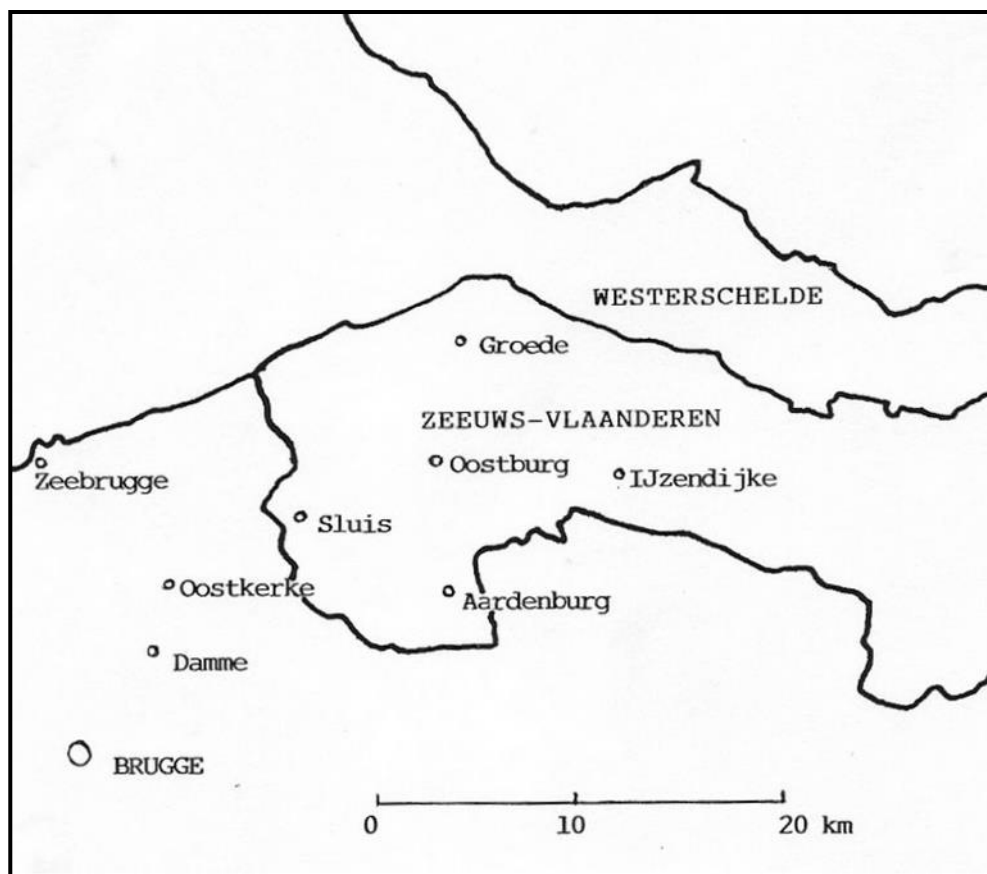 WESTERSCHELDE
Groede
ZEEUWS-VLAANDEREN
Oostburg
IJzendijke
Zeebrugge
Sluis
Oostkerke
Aardenburg
Damme
BRUGGE
0 10 20 km